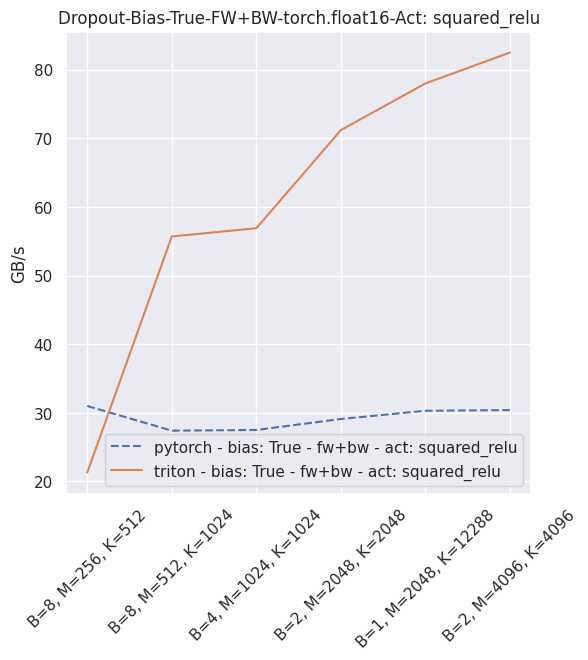 Dropout-Bias-True-FW+BW-torch.float16-Act: squared_relu
GB/s
80
70
60
50
40
30
20
pytorch - bias: True - fw+bw - act: squared_relu
triton - bias: True - fw+bw - act: squared_relu
B=8, M=256, K=512
B=8, M=512, K=1024
B=4, M=1024, K=1024
B=2, M=2048, K=2048
B=1, M=2048, K=12288
B=2, M=4096, K=4096